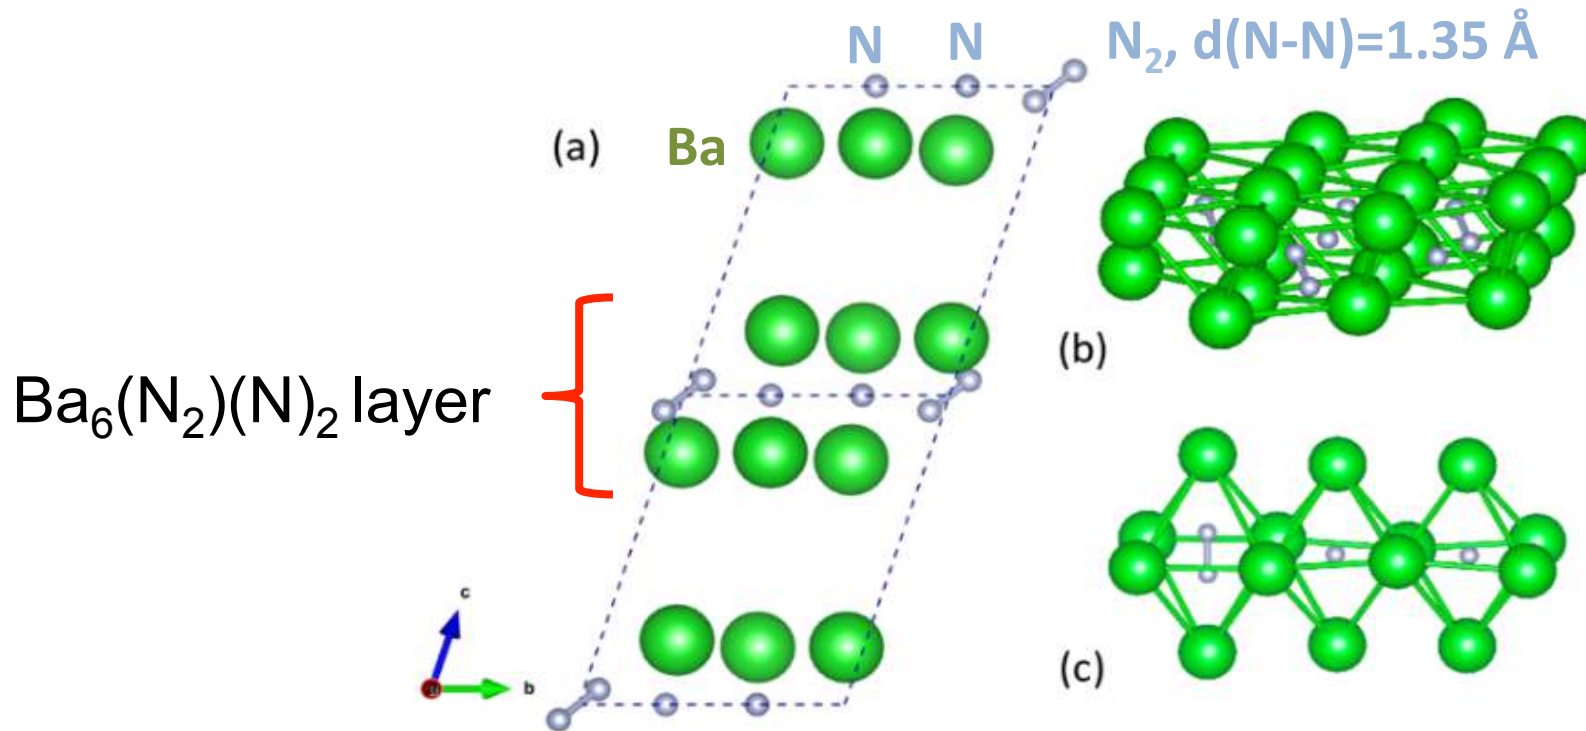 N N N₂, d(N-N)=1.35 Å
(a) Ba
(b)
Ba₆(N₂)(N)₂ layer
(c)
c
a
b